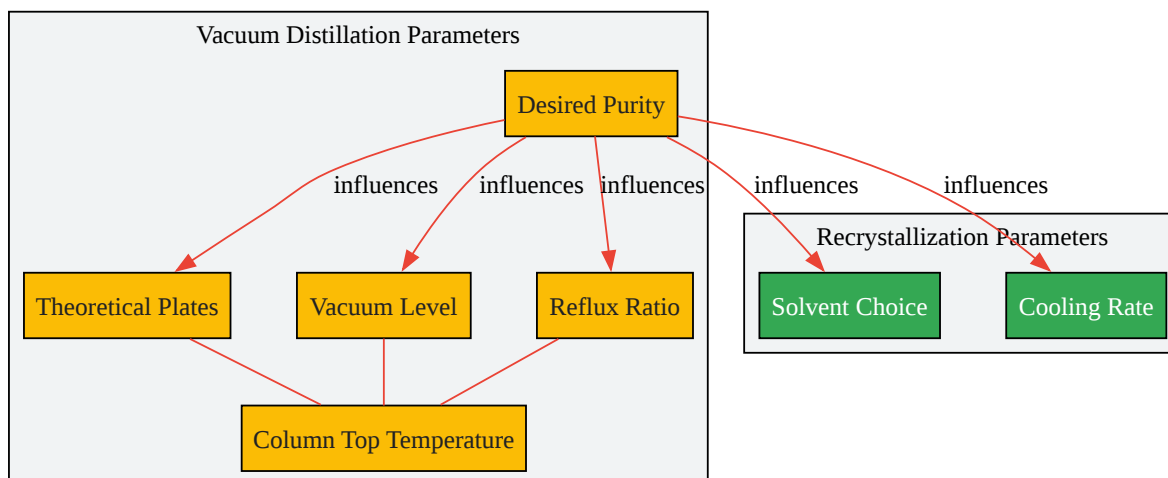 Vacuum Distillation Parameters
Desired Purity
influences
influences
influences
influences
influences
Recrystallization Parameters
Theoretical Plates
Vacuum Level
Reflux Ratio
Solvent Choice
Cooling Rate
Column Top Temperature